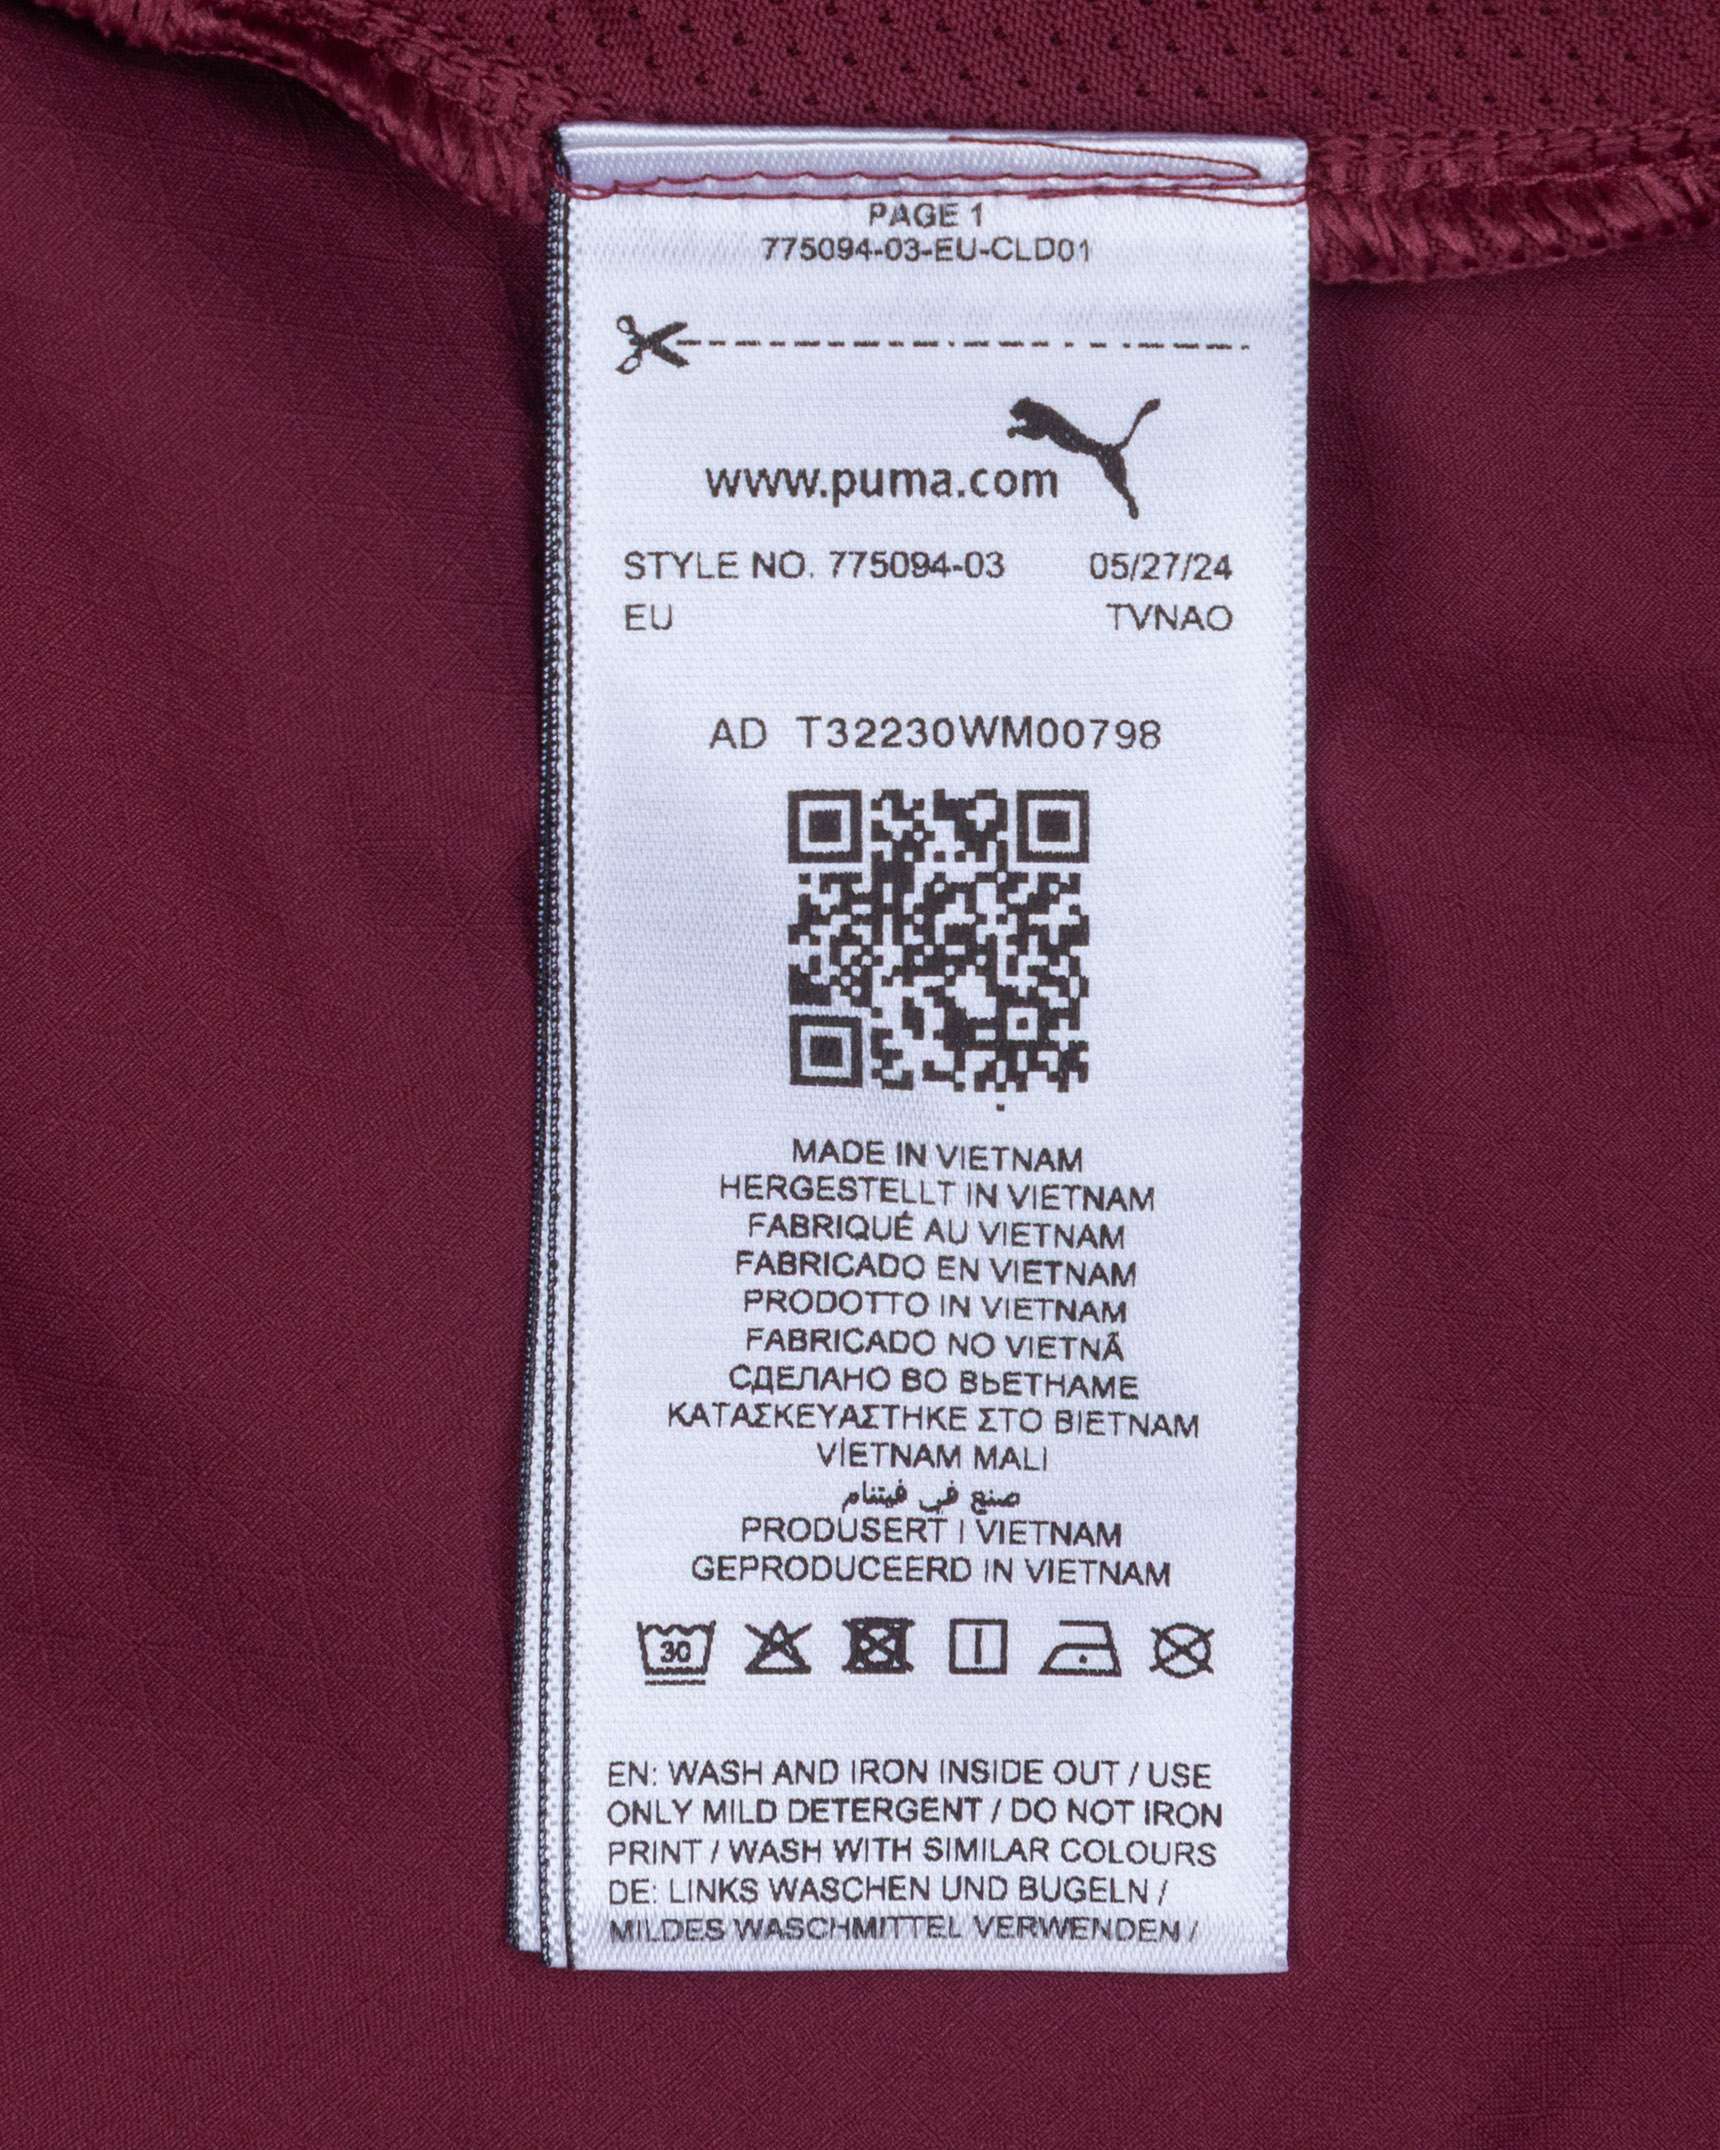 PAGE 1
775094-03-EU-CLD01
www.puma.com
STYLE NO. 775094-03 05/27/24
EU TVNAO
AD T32230WM00798
MADE IN VIETNAM
HERGESTELLT IN VIETNAM
FABRIQUÉ AU VIETNAM
FABRICADO EN VIETNAM
PRODOTTO IN VIETNAM
FABRICADO NO VIETNÃ
СДЕЛАНО ВО ВЬЕТНАМЕ
ΚΑΤΑΣΚΕΥΑΣΤΗΚΕ ΣΤΟ ΒΙΕΤΝΑΜ
VİETNAM MALI
صنع في فيتنام
PRODUSERT I VIETNAM
GEPRODUCEERD IN VIETNAM
30
EN: WASH AND IRON INSIDE OUT / USE
ONLY MILD DETERGENT / DO NOT IRON
PRINT / WASH WITH SIMILAR COLOURS
DE: LINKS WASCHEN UND BUGELN /
MILDES WASCHMITTEL VERWENDEN /